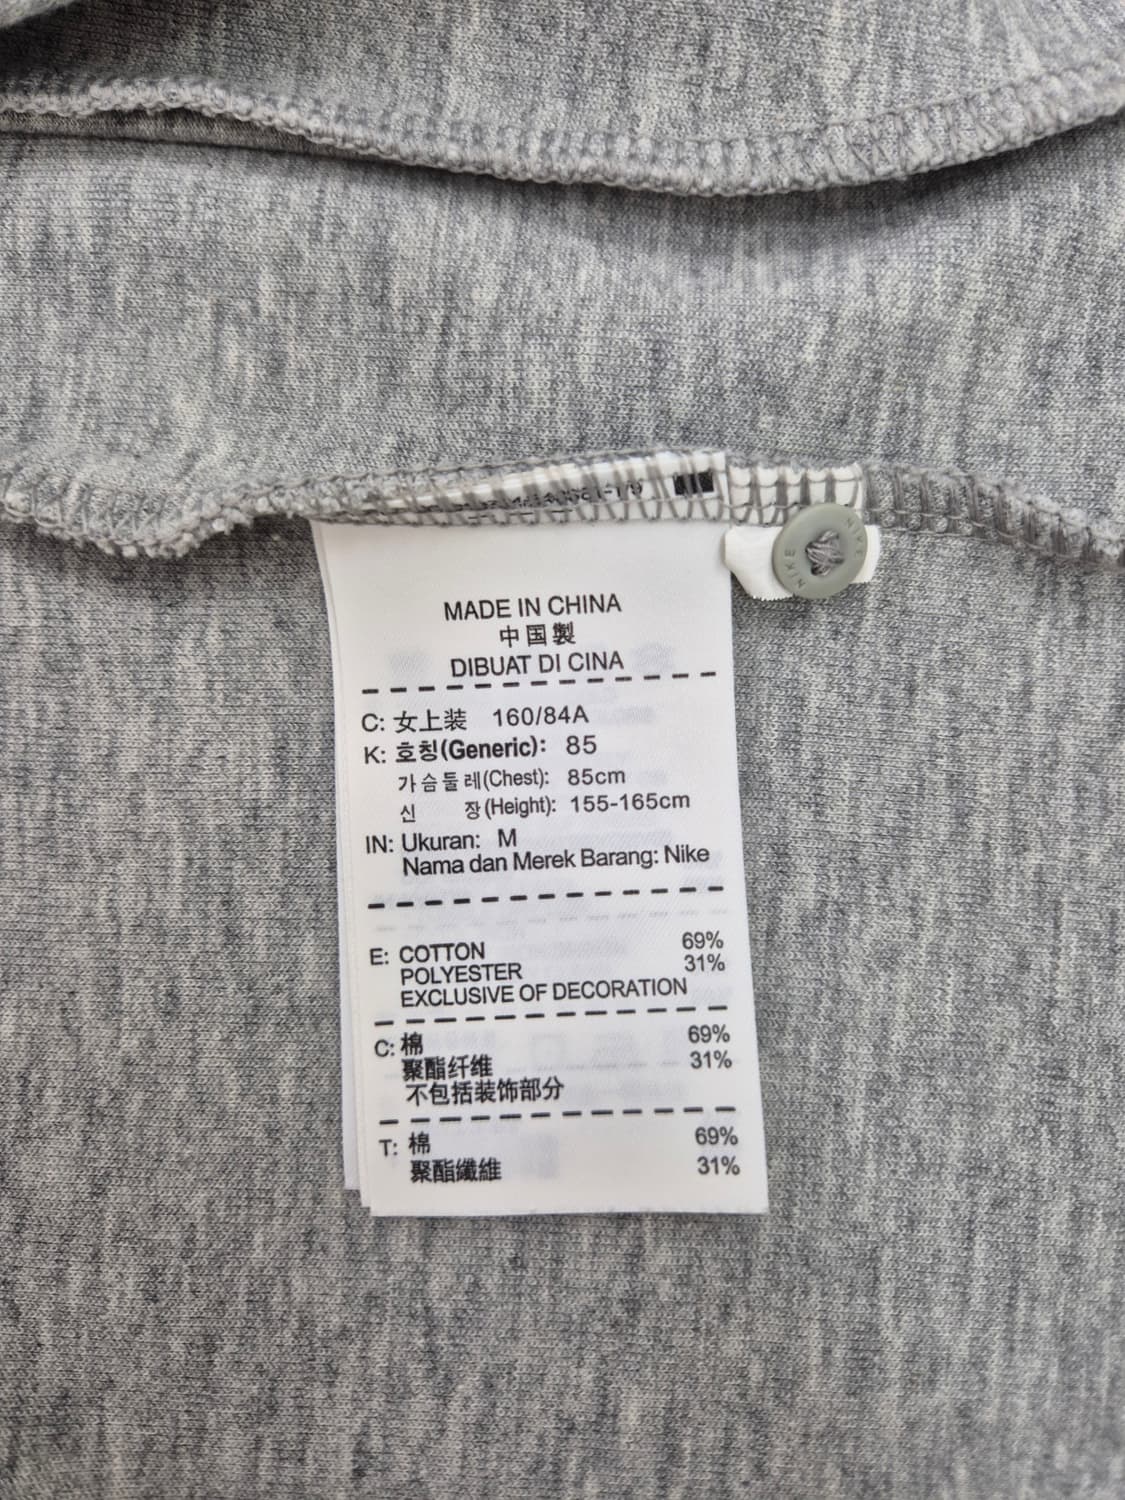 MADE IN CHINA
中国製
DIBUAT DI CINA
C: 女上装 160/84A
K: 호칭(Generic): 85
가슴둘레(Chest): 85cm
신 장(Height): 155-165cm
IN: Ukuran: M
Nama dan Merek Barang: Nike
E: COTTON 69%
POLYESTER 31%
EXCLUSIVE OF DECORATION
C: 棉 69%
聚酯纤维 31%
不包括装饰部分
T: 棉 69%
聚酯纖維 31%
NIKE
NIKE